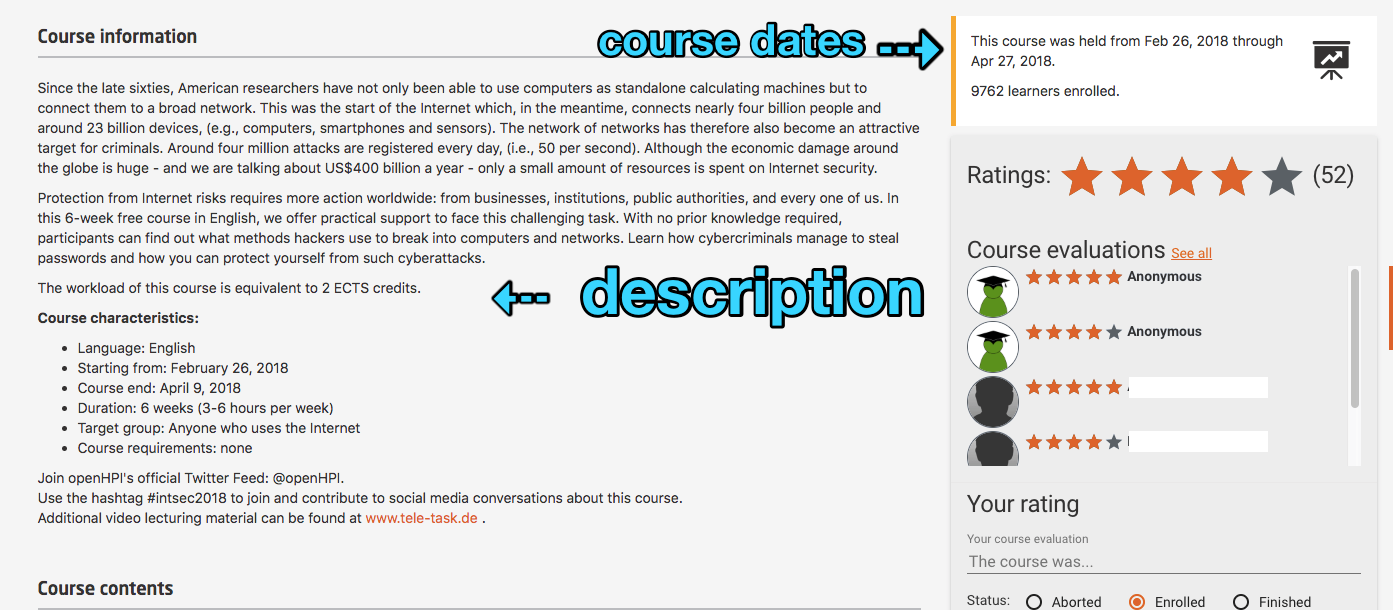 Course information
course dates
Since the late sixties, American researchers have not only been able to use computers as standalone calculating machines but to
connect them to a broad network. This was the start of the Internet which, in the meantime, connects nearly four billion people and
around 23 billion devices, (e.g., computers, smartphones and sensors). The network of networks has therefore also become an attractive
target for criminals. Around four million attacks are registered every day, (i.e., 50 per second). Although the economic damage around
the globe is huge - and we are talking about US$400 billion a year - only a small amount of resources is spent on Internet security.
Protection from Internet risks requires more action worldwide: from businesses, institutions, public authorities, and every one of us. In
this 6-week free course in English, we offer practical support to face this challenging task. With no prior knowledge required,
participants can find out what methods hackers use to break into computers and networks. Learn how cybercriminals manage to steal
passwords and how you can protect yourself from such cyberattacks.
The workload of this course is equivalent to 2 ECTS credits.
description
Course characteristics:
Language: English
Starting from: February 26, 2018
Course end: April 9, 2018
Duration: 6 weeks (3-6 hours per week)
Target group: Anyone who uses the Internet
Course requirements: none
Join openHPI's official Twitter Feed: @openHPI.
Use the hashtag #intsec2018 to join and contribute to social media conversations about this course.
Additional video lecturing material can be found at www.tele-task.de .
Course contents
This course was held from Feb 26, 2018 through
Apr 27, 2018.
9762 learners enrolled.
Ratings: (52)
Course evaluations See all
Anonymous
Anonymous
Your rating
Your course evaluation
The course was...
Status: Aborted Enrolled Finished